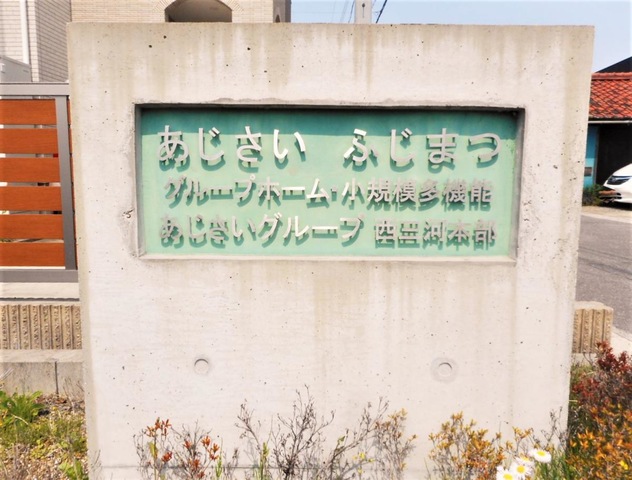 あじさい ふじまつ
グループホーム・小規模多機能
あじさいグループ 西三河本部